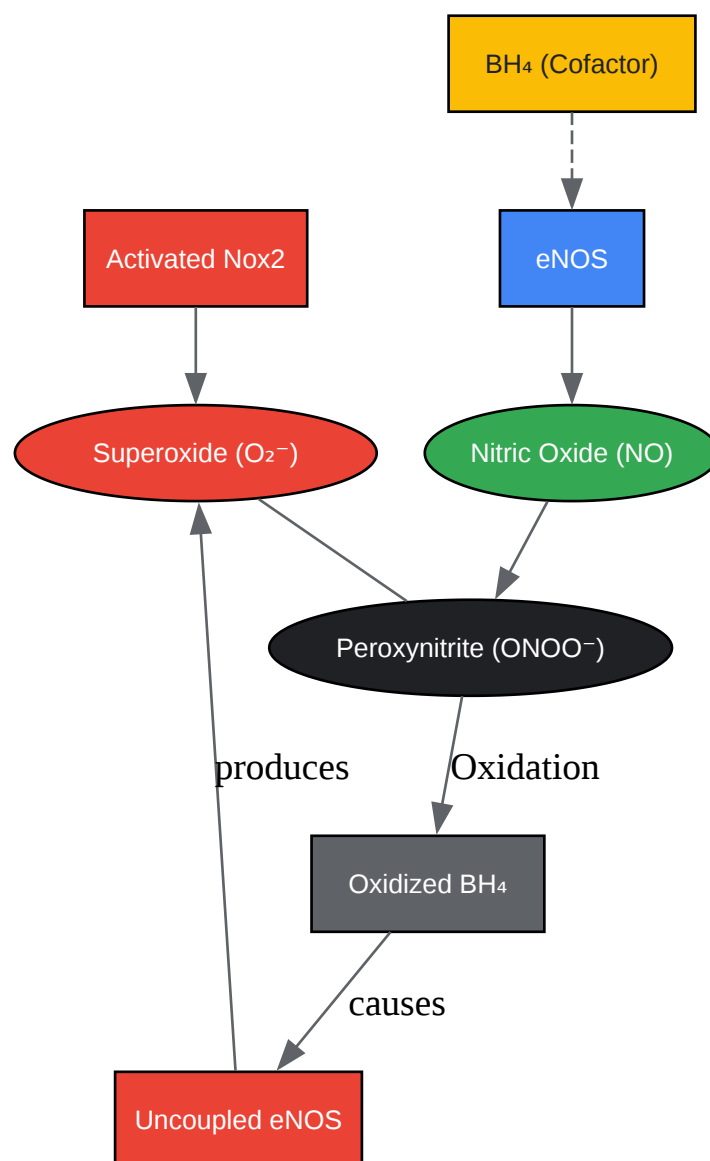 BH₄ (Cofactor)
Activated Nox2
eNOS
Superoxide (O₂⁻)
Nitric Oxide (NO)
Peroxynitrite (ONOO⁻)
produces
Oxidation
Oxidized BH₄
causes
Uncoupled eNOS